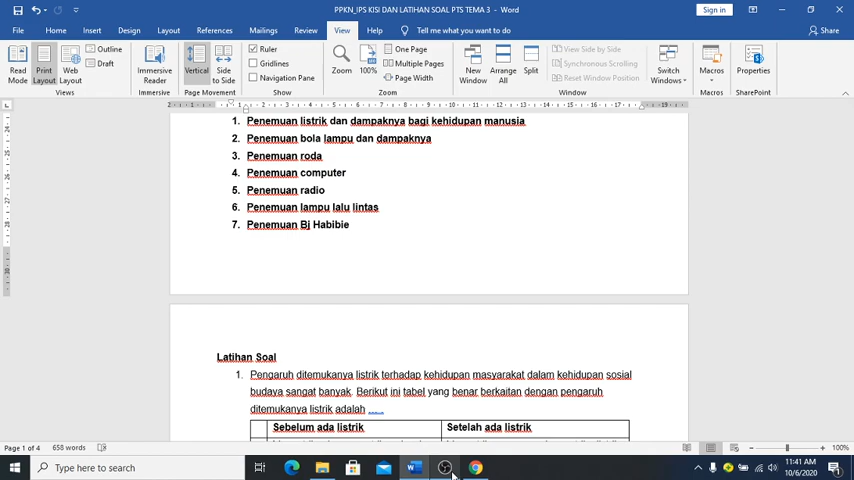 PPKN_IPS KISI DAN LATIHAN SOAL PTS TEMA 3 - Word
Sign in
File Home Insert Design Layout References Mailings Review View Help Tell me what you want to do Share
Read Mode
Print Layout
Web Layout
Outline
Draft
Views
Immersive Reader
Immersive
Vertical
Side to Side
Page Movement
Ruler
Gridlines
Navigation Pane
Show
Zoom
100%
One Page
Multiple Pages
Page Width
Zoom
New Window
Arrange All
Split
View Side by Side
Synchronous Scrolling
Reset Window Position
Window
Switch Windows
Macros
Macros
Properties
SharePoint
1. Penemuan listrik dan dampaknya bagi kehidupan manusia
2. Penemuan bola lampu dan dampaknya
3. Penemuan roda
4. Penemuan computer
5. Penemuan radio
6. Penemuan lampu lalu lintas
7. Penemuan Bj Habibie
Latihan Soal
1. Pengaruh ditemukanya listrik terhadap kehidupan masyarakat dalam kehidupan sosial
budaya sangat banyak. Berikut ini tabel yang benar berkaitan dengan pengaruh
ditemukanya listrik adalah ....
Sebelum ada listrik Setelah ada listrik
Page 1 of 4 658 words 100%
Type here to search
11:41 AM
10/6/2020